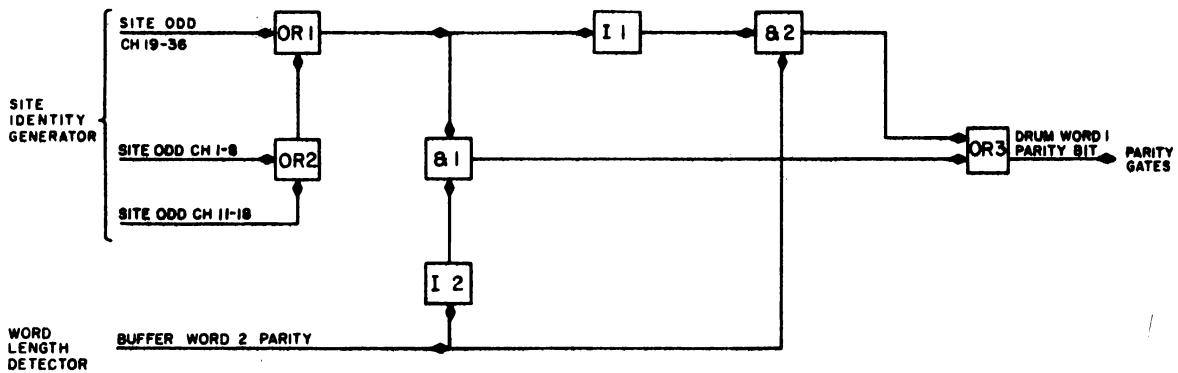 SITE ODD
CH 19-36
OR 1
I 1
& 2
SITE
IDENTITY
GENERATOR
SITE ODD CH 1-8
OR2
& 1
OR3
DRUM WORD 1
PARITY BIT
PARITY
GATES
SITE ODD CH 11-18
I 2
WORD
LENGTH
DETECTOR
BUFFER WORD 2 PARITY